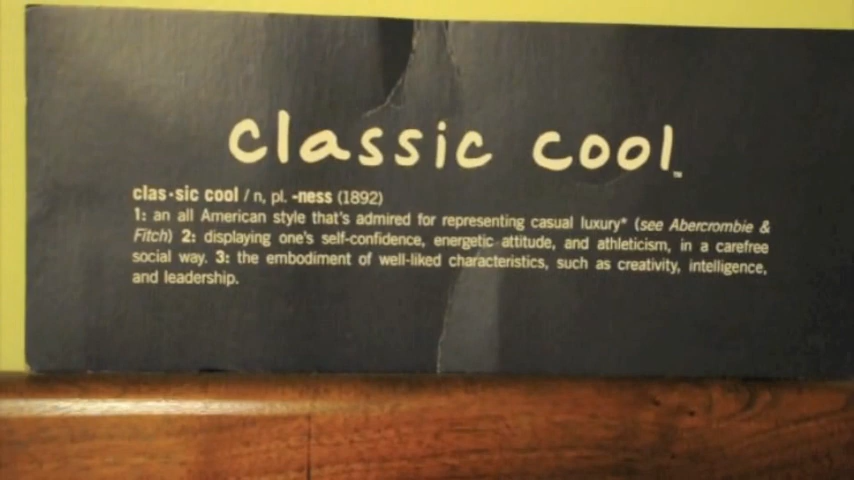 classic cool™
clas·sic cool / n, pl. -ness (1892)
1: an all American style that's admired for representing casual luxury* (see Abercrombie &
Fitch) 2: displaying one's self-confidence, energetic attitude, and athleticism, in a carefree
social way. 3: the embodiment of well-liked characteristics, such as creativity, intelligence,
and leadership.